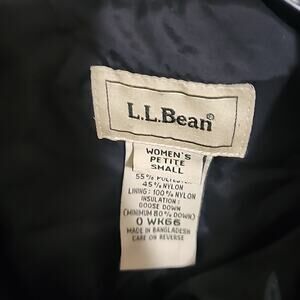 L.L.Bean®
WOMEN'S
PETITE
SMALL
55% POLYESTER
45% NYLON
LINING: 100% NYLON
INSULATION:
GOOSE DOWN
(MINIMUM 80% DOWN)
0 WK66
MADE IN BANGLADESH
CARE ON REVERSE